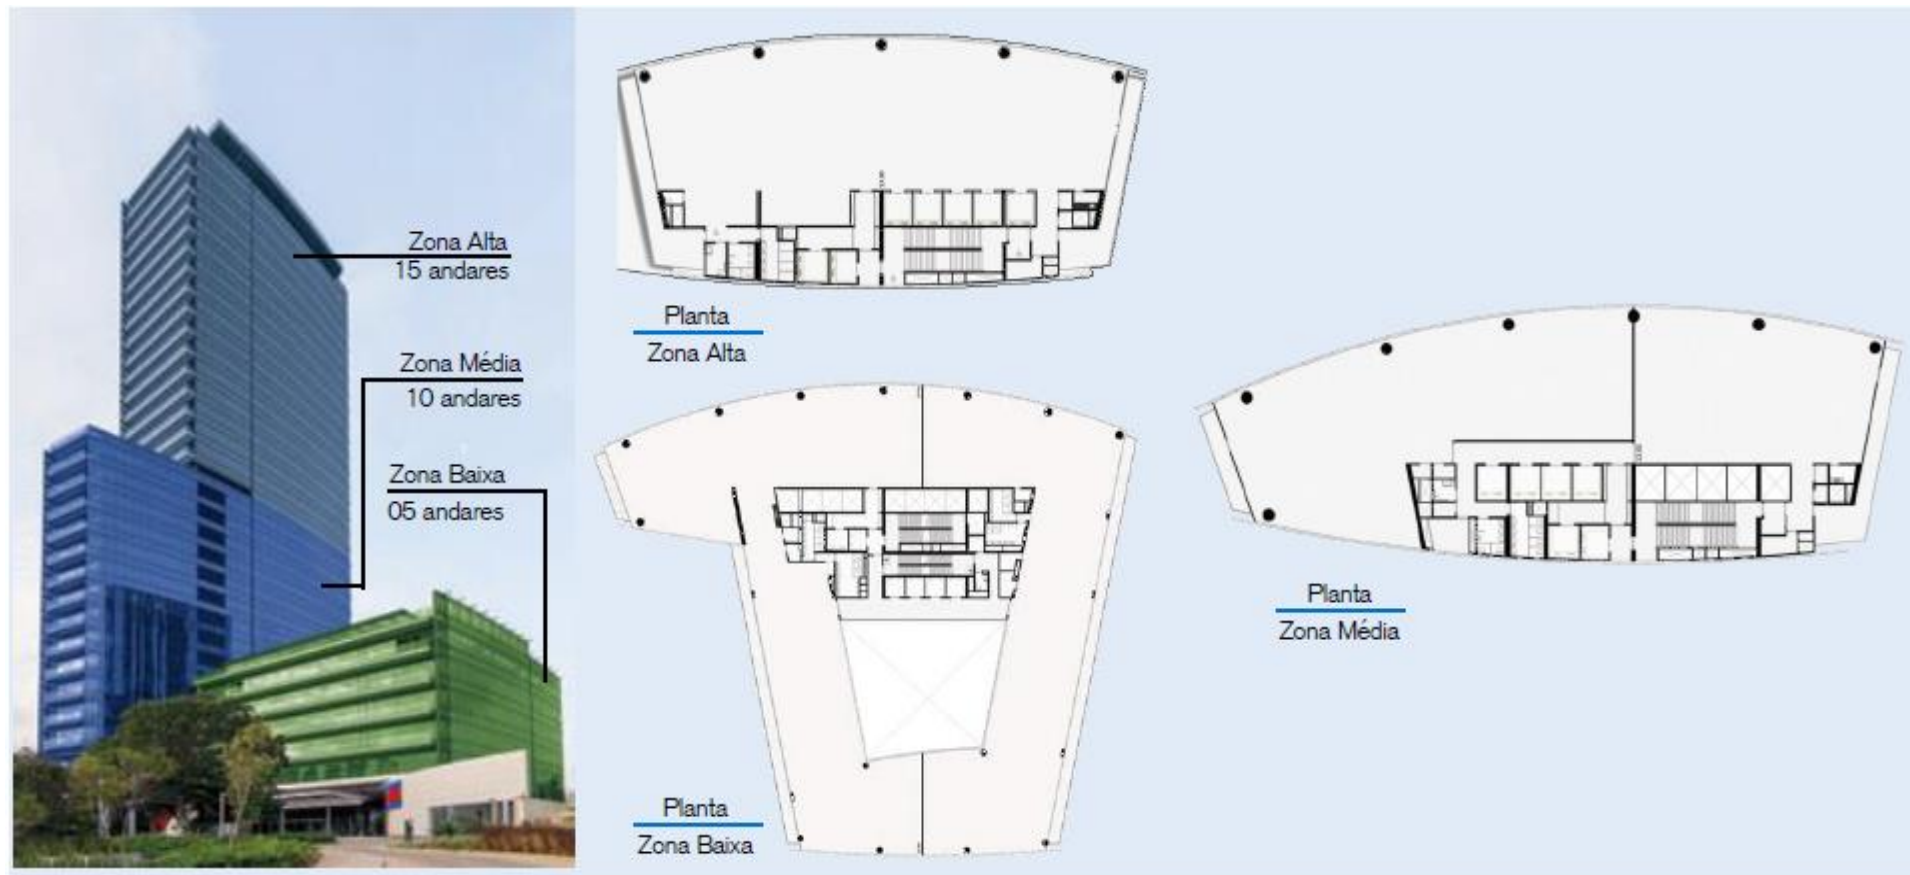 Zona Alta
15 andares
Zona Média
10 andares
Zona Baixa
05 andares
Planta
Zona Alta
Planta
Zona Média
Planta
Zona Baixa